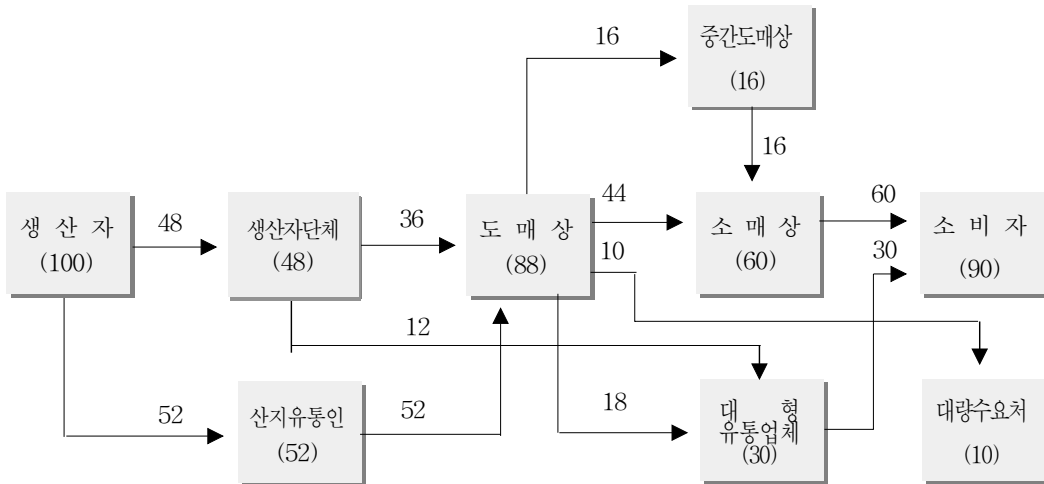 16
중간도매상
(16)
16
생 산 자
(100)
48
생산자단체
(48)
36
도 매 상
(88)
44
10
소 매 상
(60)
60
30
소 비 자
(90)
12
52
산지유통인
(52)
52
18
대 형
유통업체
(30)
대량수요처
(10)